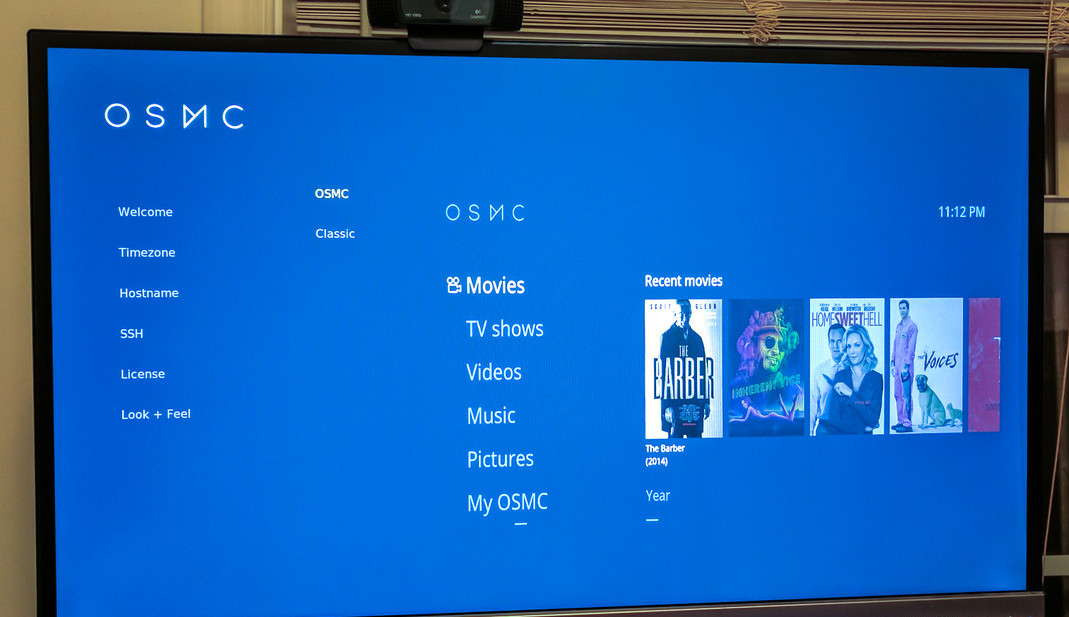 OSMC
Welcome
Timezone
Hostname
SSH
License
Look + Feel
OSMC
Classic
OSMC
11:12 PM
Movies
TV shows
Videos
Music
Pictures
My OSMC
Recent movies
SCOTT GLENN
THE
BARBER
INHERENT VICE
HOME SWEET HELL
THE VOICES
The Barber
(2014)
Year